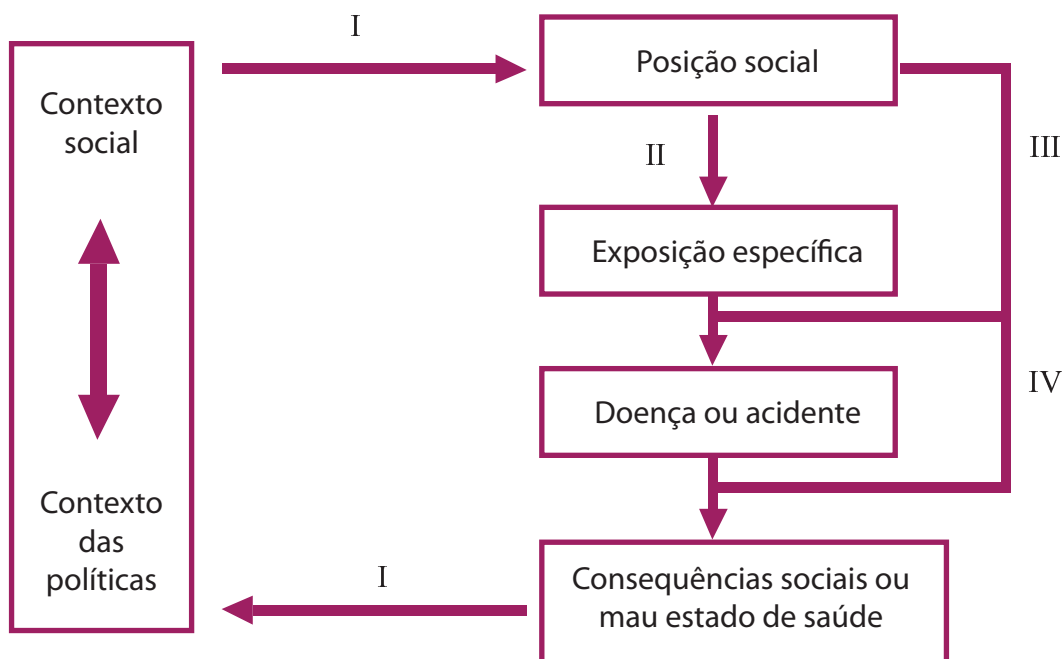 I
Posição social
Contexto
social
III
II
Exposição específica
IV
Doença ou acidente
Contexto
das
políticas
I
Consequências sociais ou
mau estado de saúde